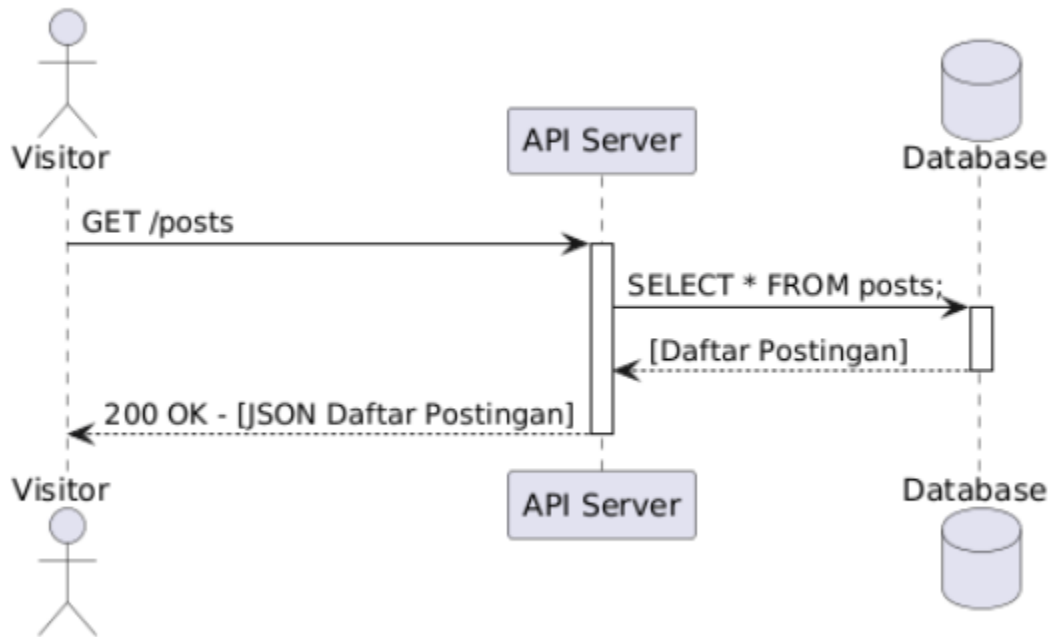 Visitor
API Server
Database
GET /posts
SELECT * FROM posts;
[Daftar Postingan]
200 OK - [JSON Daftar Postingan]
Visitor
API Server
Database